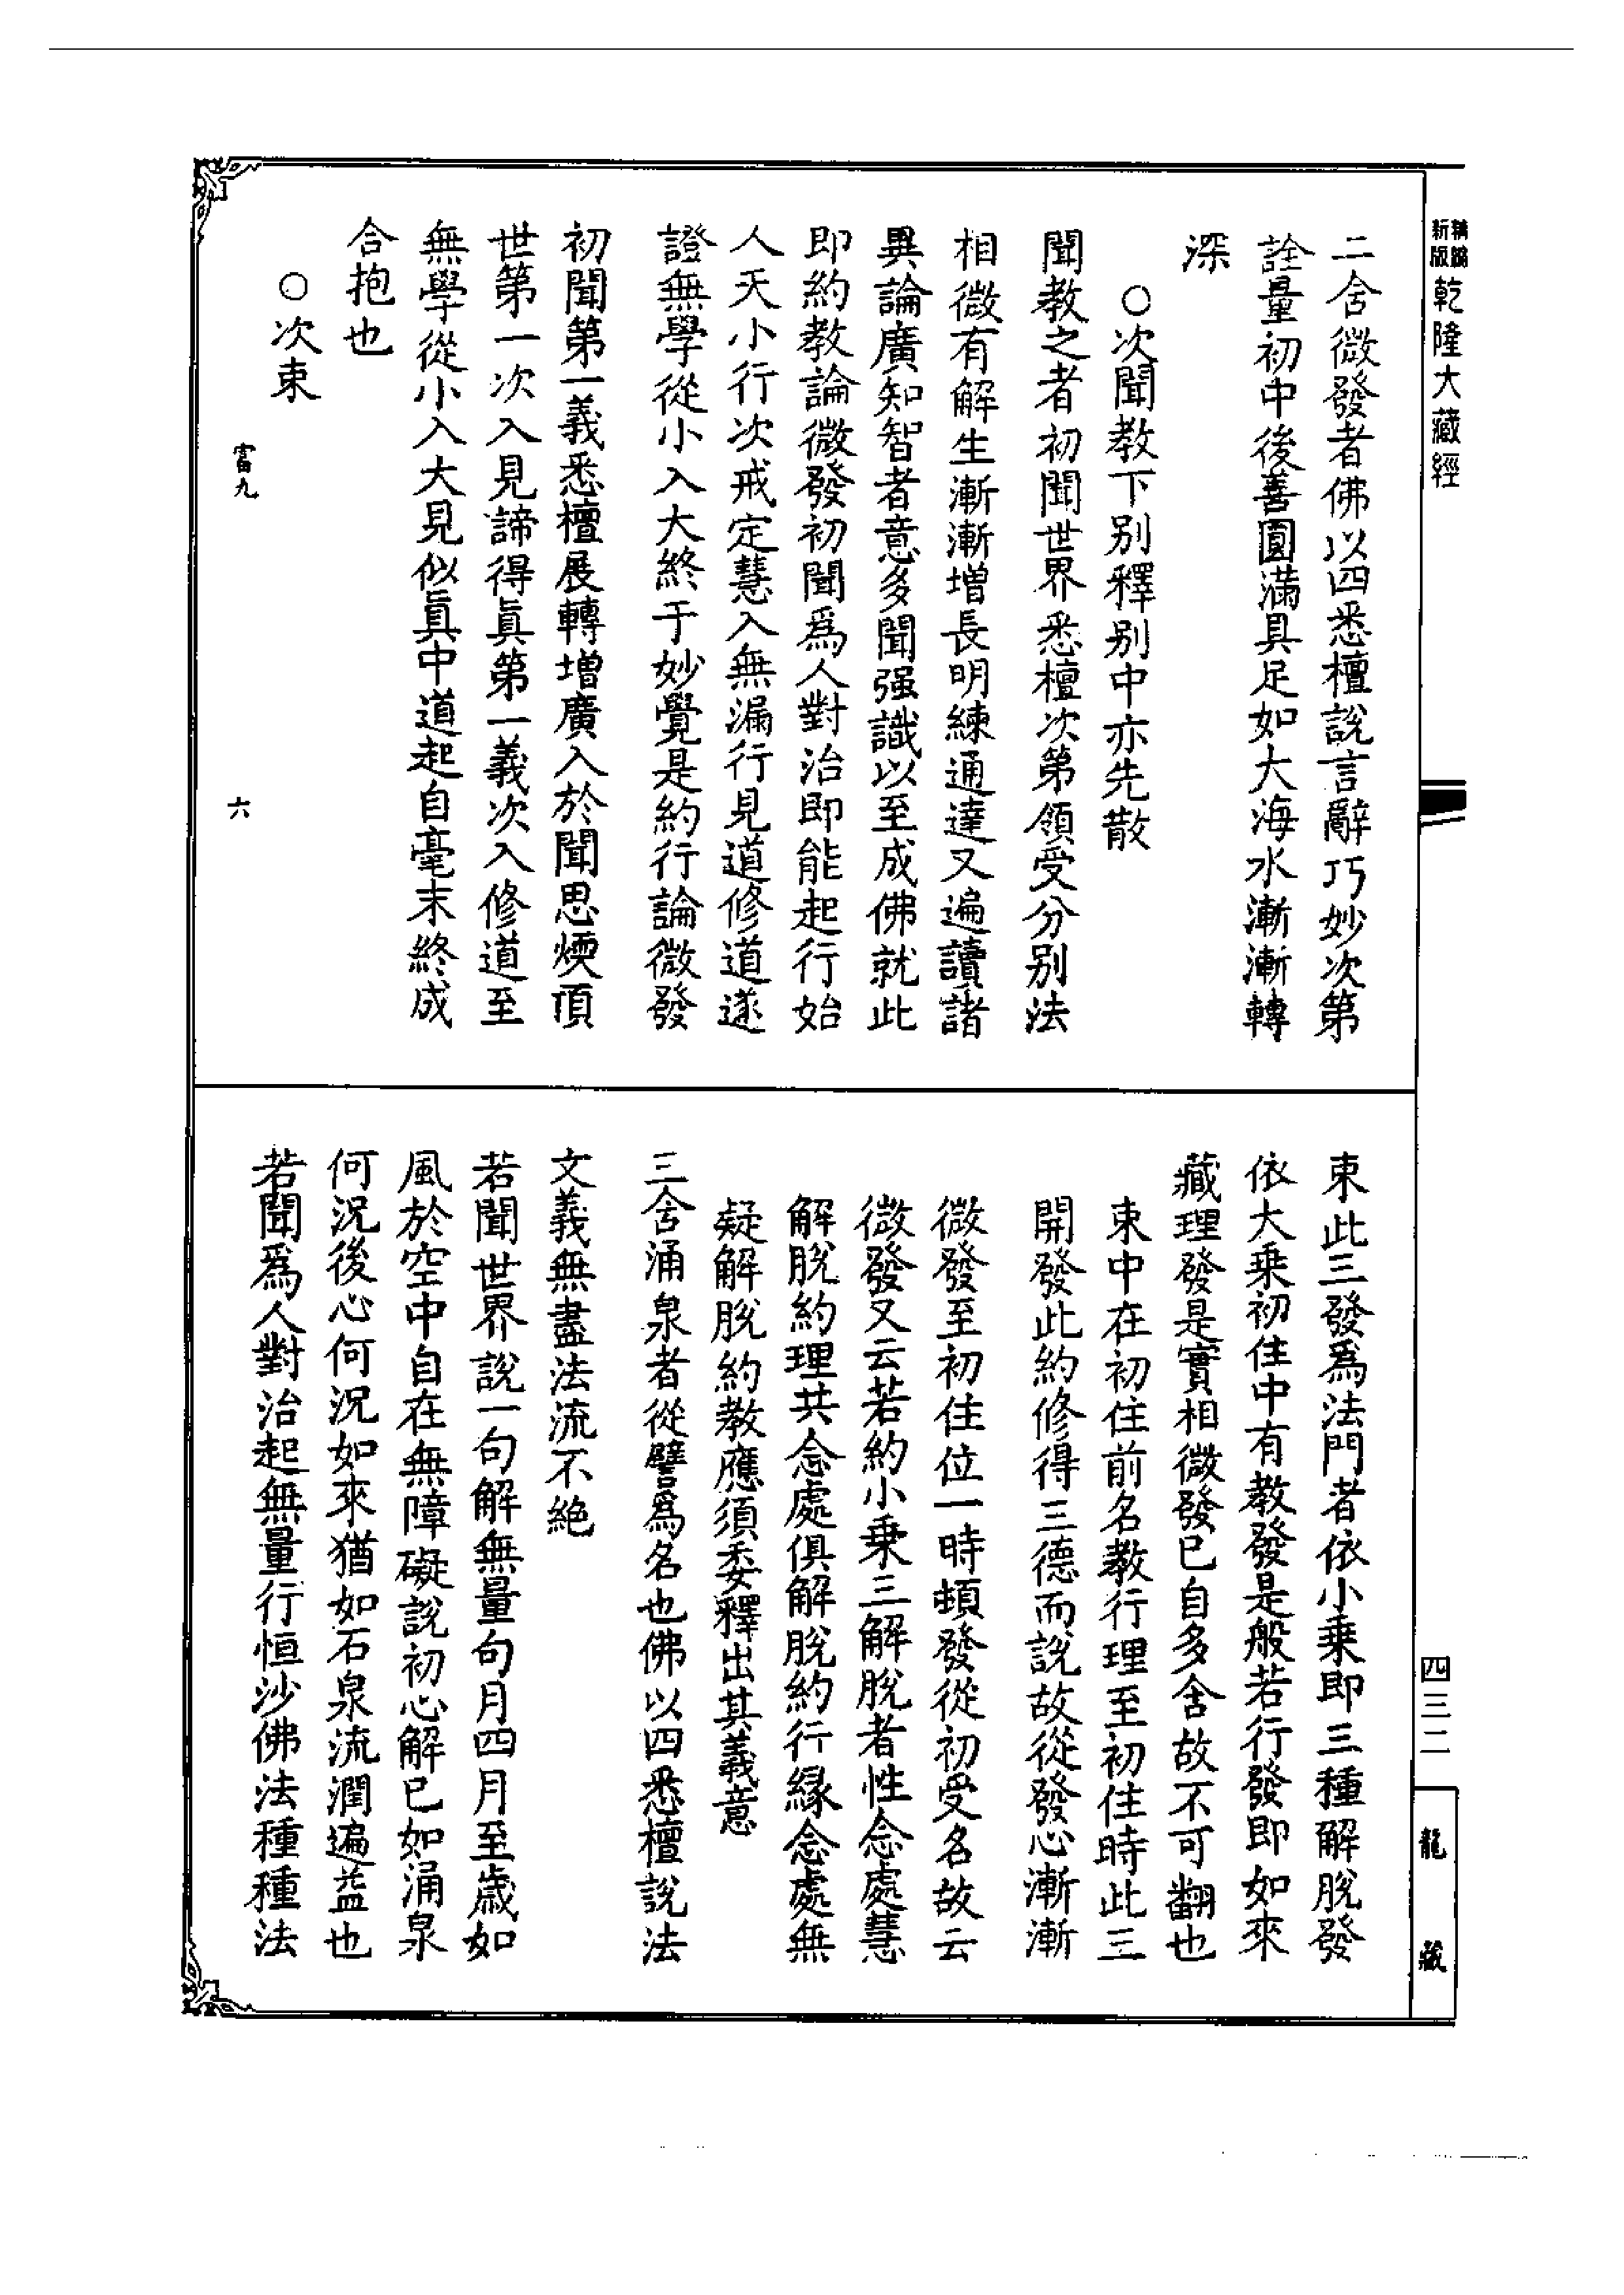 新版精編乾隆大藏經
二含微發者佛以四悉檀說言辭巧妙次第
詮量初中後善圓滿具足如大海水漸漸轉
深
○次聞教下別釋别中亦先散
聞教之者初聞世界悉檀次第領受分别法
相微有解生漸漸增長明練通達又遍讀諸
異論廣知智者意多聞强識以至成佛就此
即約教論微發初聞爲人對治即能起行始
人天小行次戒定慧入無漏行見道修道遂
證無學從小入大終于妙覺是約行論微發
初聞第一義悉檀展轉增廣入於聞思煗頂
世第一次入見諦得眞第一義次入修道至
無學從小入大見似眞中道起自毫末終成
合抱也
○次束
富九
六
四三二
龍藏
束此三發爲法門者依小乗即三種解脫發
依大乗初住中有教發是般若行發即如來
藏理發是實相微發已自多含故不可翻也
束中在初住前名教行理至初住時此三
開發此約修得三德而說故從發心漸漸
微發至初住位一時頓發從初受名故云
微發又云若約小乗三解脫者性念處慧
解脫約理共念處俱解脫約行緣念處無
疑解脫約教應須委釋出其義意
三含涌泉者從譬爲名也佛以四悉檀說法
文義無盡法流不絶
若聞世界說一句解無量句月四月至歲如
風於空中自在無障礙說初心解已如涌泉
何況後心何況如來猶如石泉流潤遍益也
若聞爲人對治起無量行恒沙佛法種種法